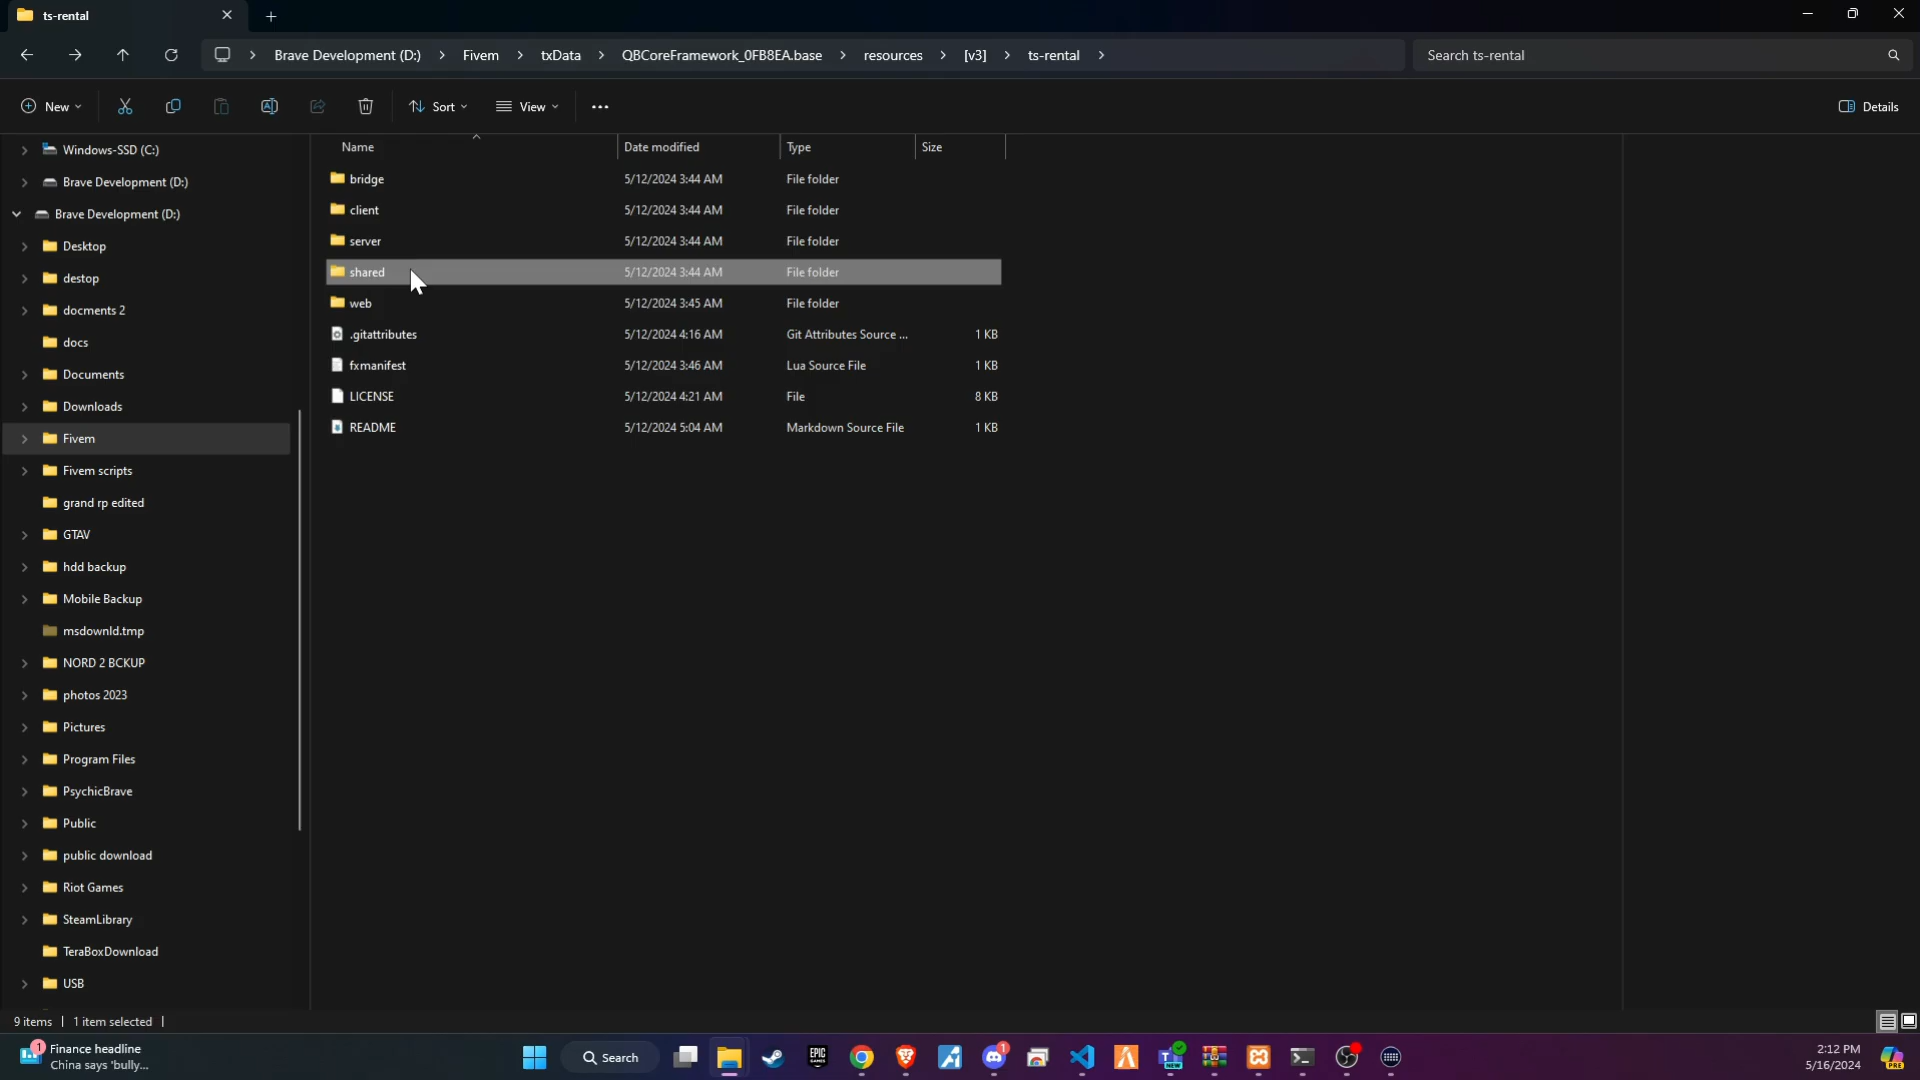 ts-rental
Brave Development (D:) Fivem txData QBCoreFramework_0FB8EA.base resources [v3] ts-rental
Search ts-rental
New Sort View Details
Name Date modified Type Size
Windows-SSD (C:)
Brave Development (D:)
Brave Development (D:)
Desktop
destop
docments 2
docs
Documents
Downloads
Fivem
Fivem scripts
grand rp edited
GTAV
hdd backup
Mobile Backup
msdownld.tmp
NORD 2 BCKUP
photos 2023
Pictures
Program Files
PsychicBrave
Public
public download
Riot Games
SteamLibrary
TeraBoxDownload
USB
bridge 5/12/2024 3:44 AM File folder
client 5/12/2024 3:44 AM File folder
server 5/12/2024 3:44 AM File folder
shared 5/12/2024 3:44 AM File folder
web 5/12/2024 3:45 AM File folder
.gitattributes 5/12/2024 4:16 AM Git Attributes Source ... 1 KB
fxmanifest 5/12/2024 3:46 AM Lua Source File 1 KB
LICENSE 5/12/2024 4:21 AM File 8 KB
README 5/12/2024 5:04 AM Markdown Source File 1 KB
9 items 1 item selected
1 Finance headline
China says 'bully...
Search
EPIC GAMES
1
NEW
2:12 PM
5/16/2024
PRE